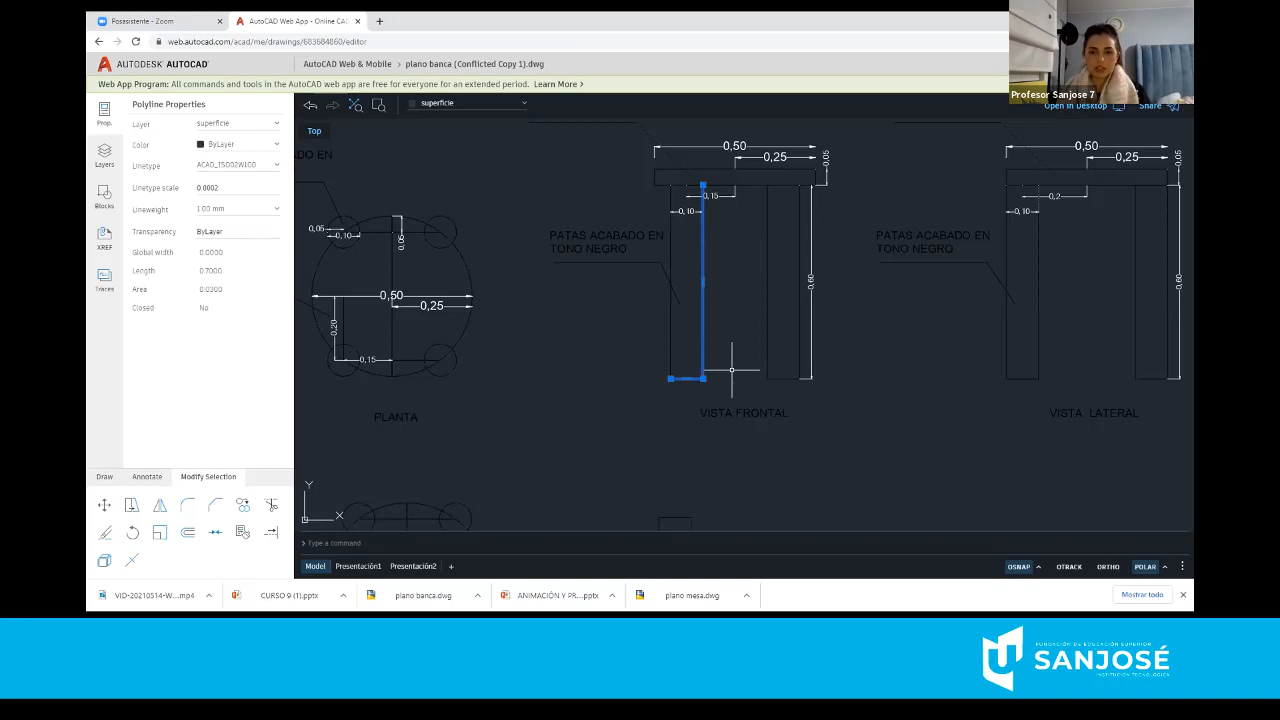 Posasistente - Zoom
AutoCAD Web App - Online CAD
web.autocad.com/acad/me/drawings/683684860/editor
AUTODESK AUTOCAD
AutoCAD Web & Mobile > plano banca (Conflicted Copy 1).dwg
Web App Program: All commands and tools in the AutoCAD web app are free for everyone for an extended period. Learn More >
Profesor Sanjose 7
Open in Desktop
Share
Prop.
Layers
Blocks
XREF
Traces
Polyline Properties
Layer superficie
Color ByLayer
Linetype ACAD_ISO02W100
Linetype scale 0.0002
Lineweight 1.00 mm
Transparency ByLayer
Global width 0.0000
Length 0.7000
Area 0.0300
Closed No
superficie
Top
ADO EN
0,05
0,10
0,05
0,50
0,25
0,20
0,15
PLANTA
0,50
0,25
0,05
0,15
0,10
PATAS ACABADO EN
TONO NEGRO
0,60
VISTA FRONTAL
0,50
0,25
0,05
0,2
0,10
PATAS ACABADO EN
TONO NEGRO
0,60
VISTA LATERAL
Y
X
Draw
Annotate
Modify Selection
Type a command
Model
Presentación1
Presentación2
OSNAP
OTRACK
ORTHO
POLAR
VID-20210514-W....mp4
CURSO 9 (1).pptx
plano banca.dwg
ANIMACIÓN Y PR....pptx
plano mesa.dwg
Mostrar todo
FUNDACIÓN DE EDUCACIÓN SUPERIOR
SANJOSÉ
INSTITUCIÓN TECNOLÓGICA